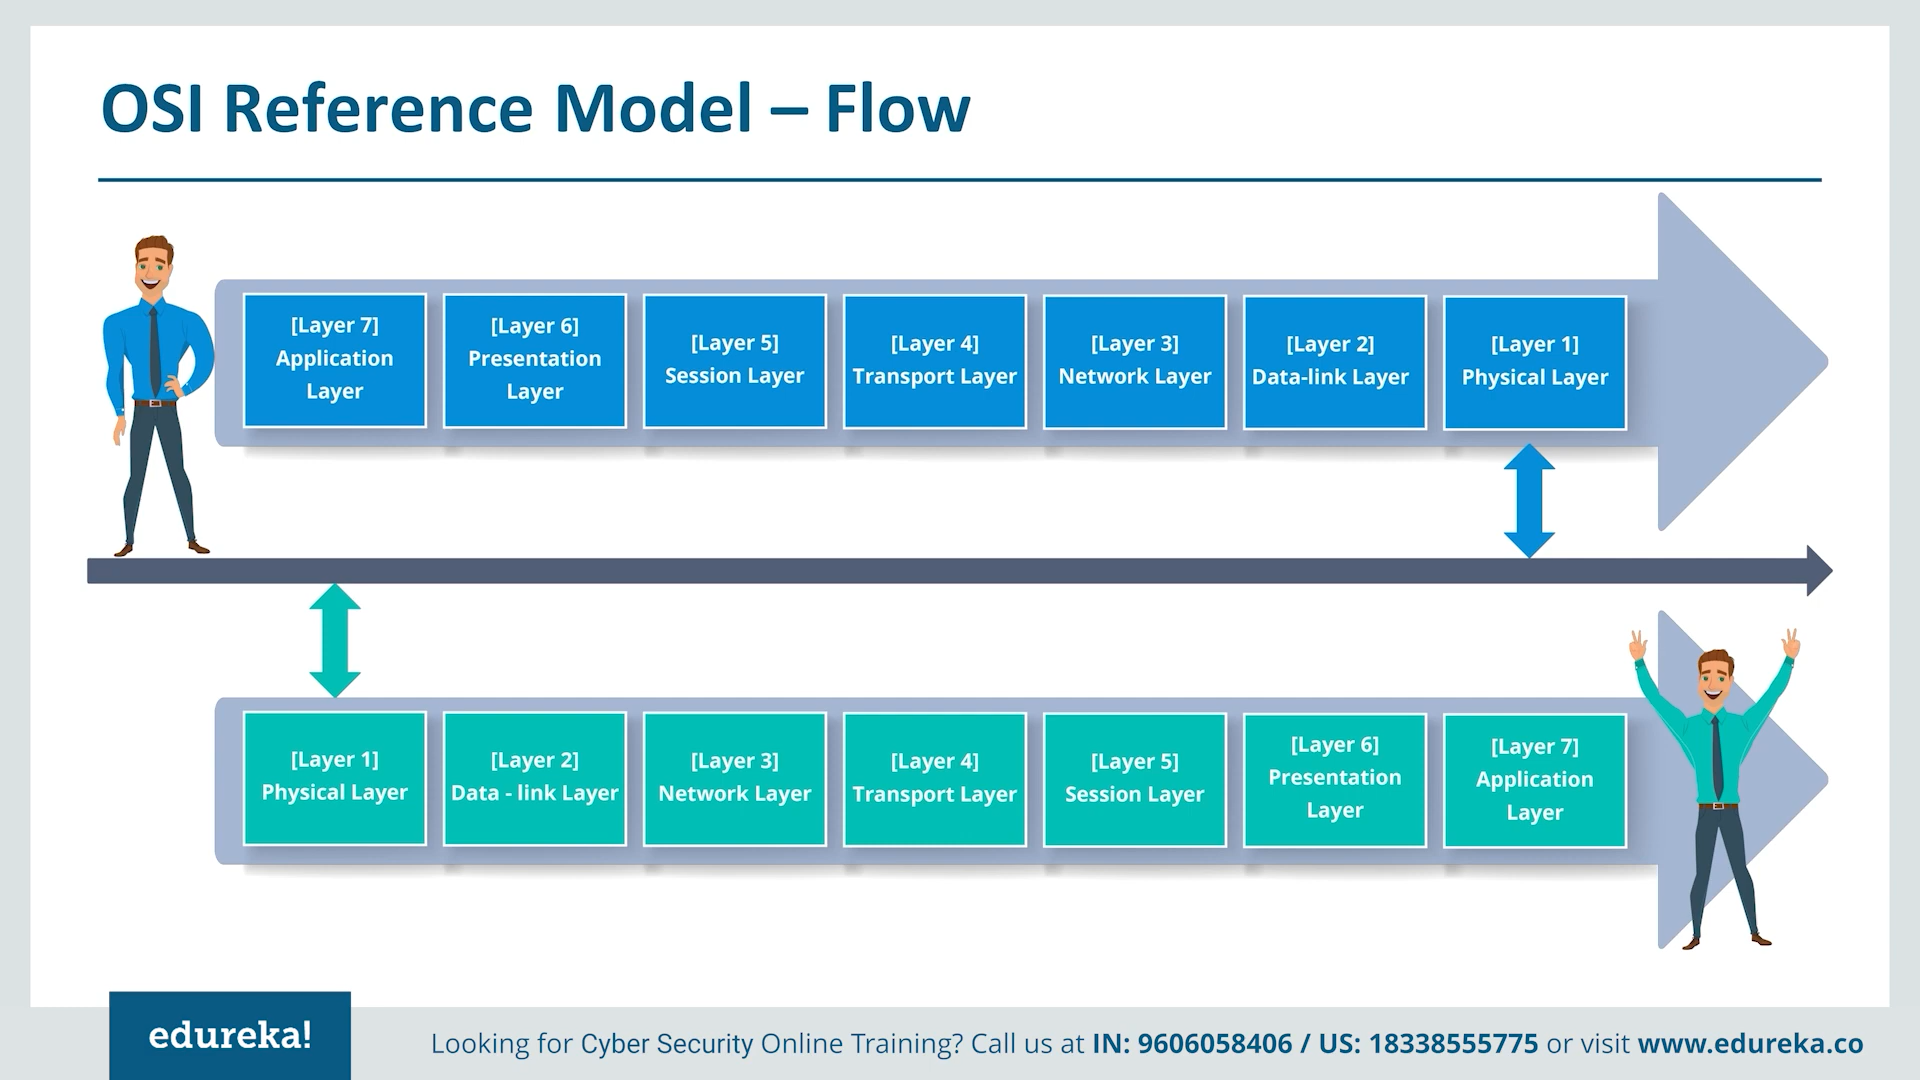 OSI Reference Model – Flow
[Layer 7]
Application
Layer
[Layer 6]
Presentation
Layer
[Layer 5]
Session Layer
[Layer 4]
Transport Layer
[Layer 3]
Network Layer
[Layer 2]
Data-link Layer
[Layer 1]
Physical Layer
[Layer 1]
Physical Layer
[Layer 2]
Data - link Layer
[Layer 3]
Network Layer
[Layer 4]
Transport Layer
[Layer 5]
Session Layer
[Layer 6]
Presentation
Layer
[Layer 7]
Application
Layer
edureka!
Looking for Cyber Security Online Training? Call us at IN: 9606058406 / US: 18338555775 or visit www.edureka.co